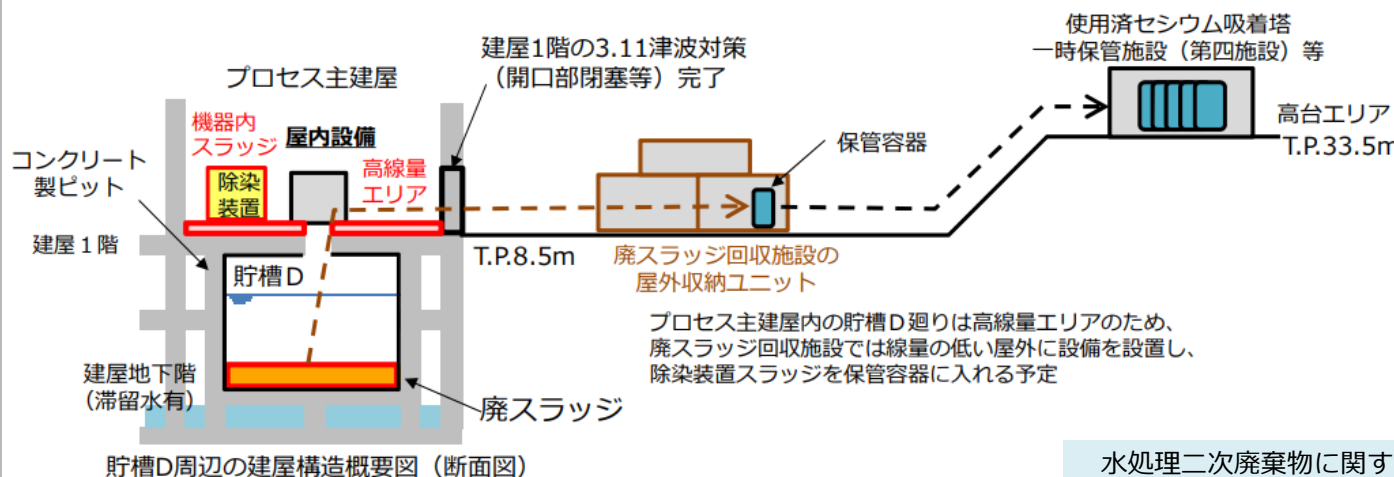 使用済セシウム吸着塔
一時保管施設（第四施設）等
建屋1階の3.11津波対策
（開口部閉塞等）完了
プロセス主建屋
機器内
スラッジ
屋内設備
高線量
エリア
除染
装置
コンクリート
製ピット
保管容器
高台エリア
T.P.33.5m
建屋１階
T.P.8.5m
廃スラッジ回収施設の
屋外収納ユニット
貯槽Ｄ
プロセス主建屋内の貯槽Ｄ廻りは高線量エリアのため、
廃スラッジ回収施設では線量の低い屋外に設備を設置し、
除染装置スラッジを保管容器に入れる予定
建屋地下階
（滞留水有）
廃スラッジ
貯槽D周辺の建屋構造概要図（断面図）
水処理二次廃棄物に関す